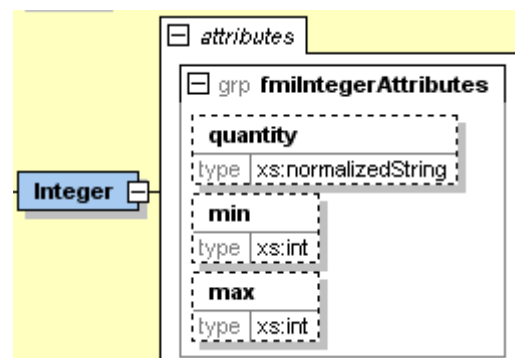 attributes
grp fmiIntegerAttributes
quantity
type xs:normalizedString
Integer
min
type xs:int
max
type xs:int